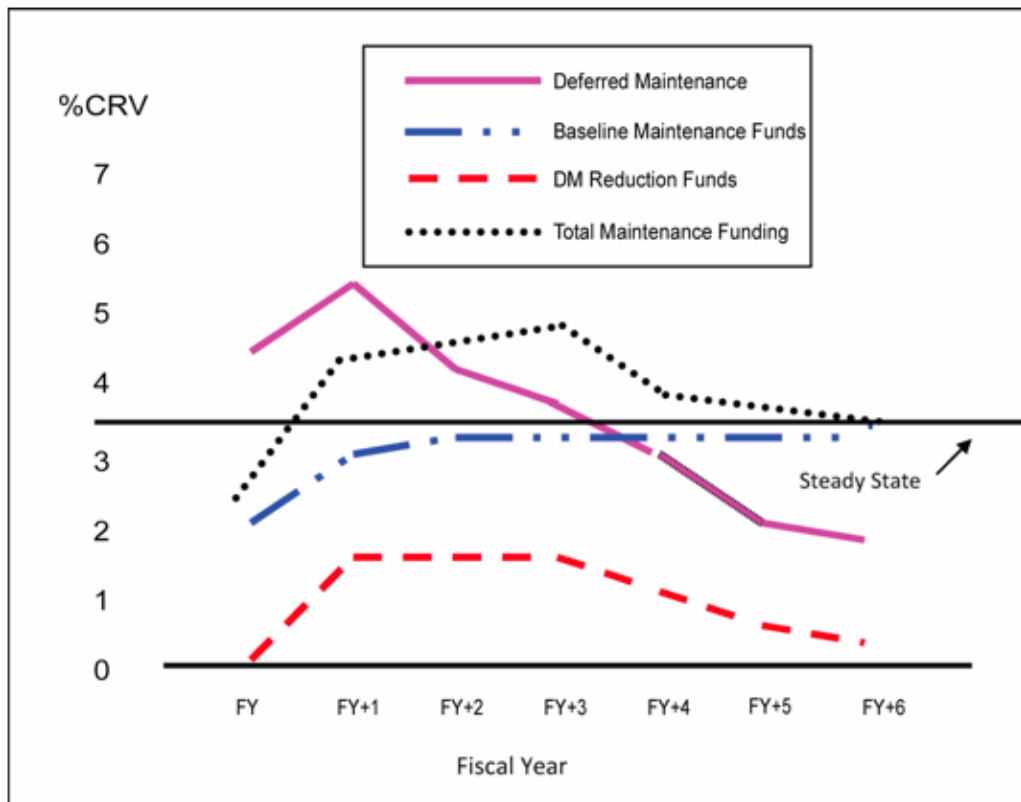 Deferred Maintenance
%CRV
Baseline Maintenance Funds
7
DM Reduction Funds
Total Maintenance Funding
6
5
4
3
Steady State
2
1
0
FY FY+1 FY+2 FY+3 FY+4 FY+5 FY+6
Fiscal Year